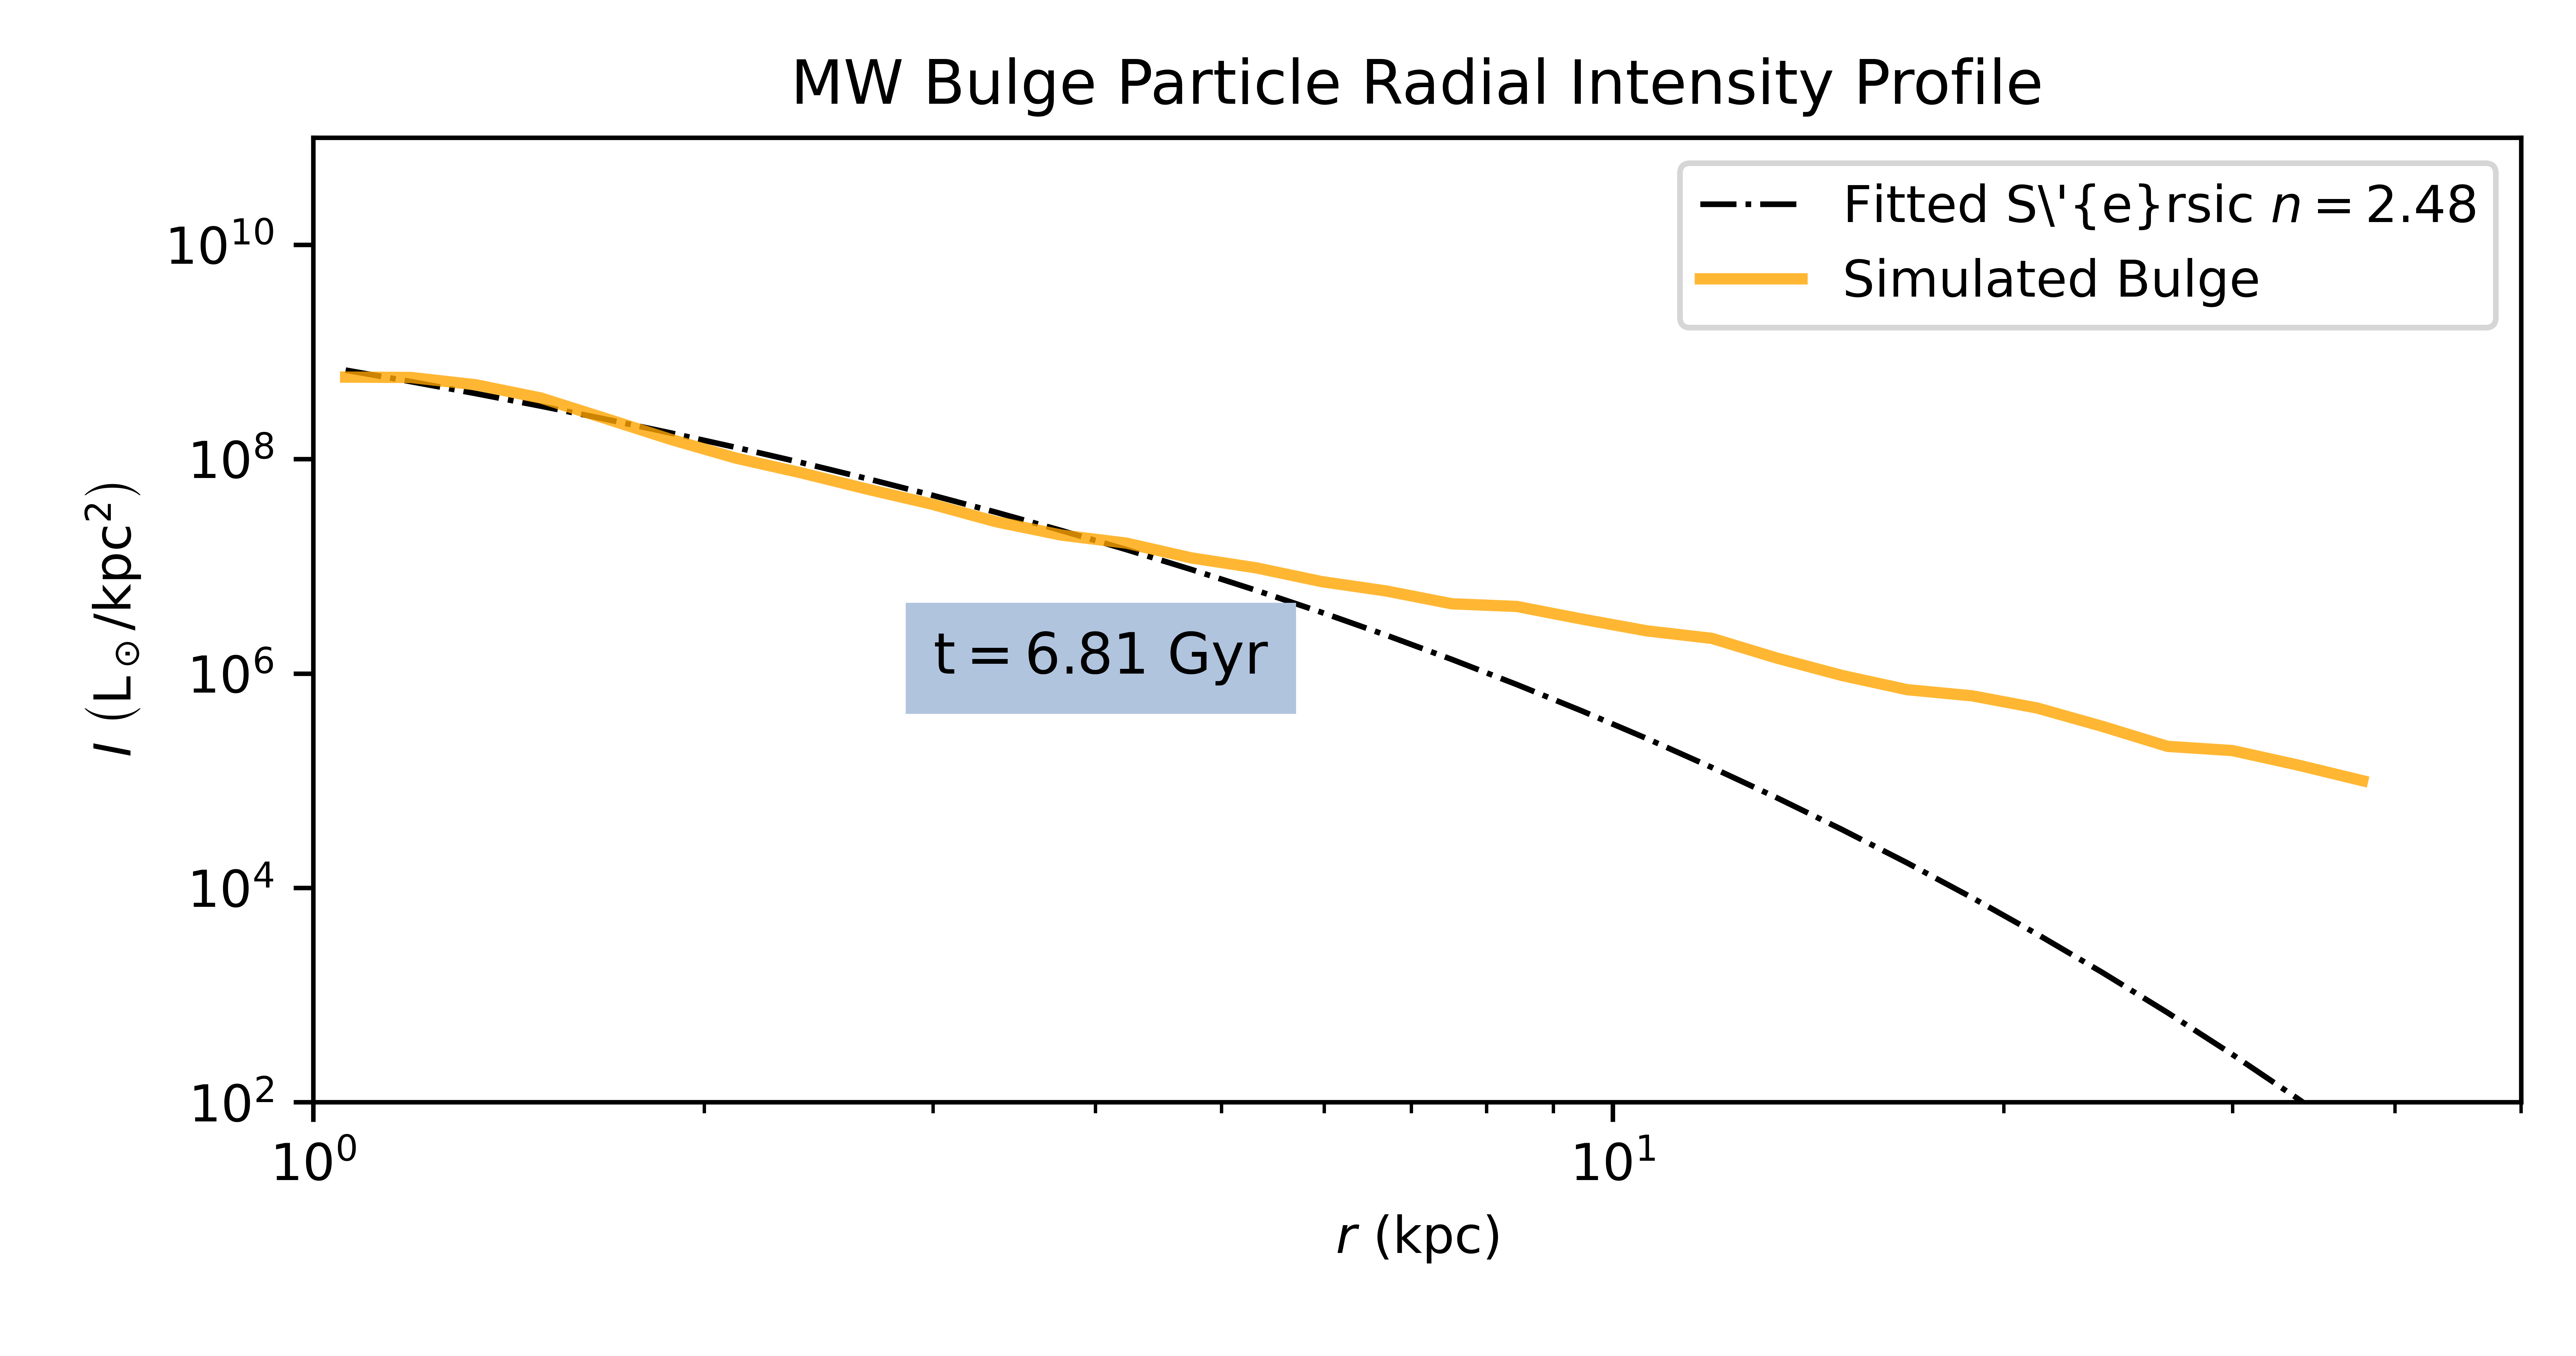 MW Bulge Particle Radial Intensity Profile
Fitted S\'{e}rsic n = 2.48
Simulated Bulge
I (L⊙/kpc²)
10¹⁰
10⁸
10⁶
10⁴
10²
t = 6.81 Gyr
10⁰ 10¹
r (kpc)